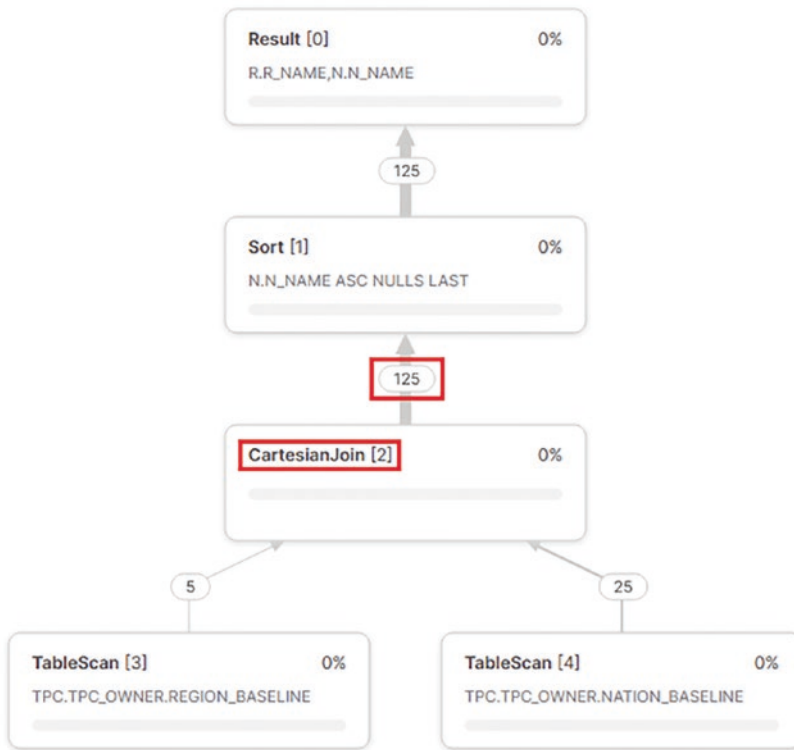 Result [0] 0%
R.R_NAME,N.N_NAME
125
Sort [1] 0%
N.N_NAME ASC NULLS LAST
125
CartesianJoin [2] 0%
5 25
TableScan [3] 0% TableScan [4] 0%
TPC.TPC_OWNER.REGION_BASELINE TPC.TPC_OWNER.NATION_BASELINE